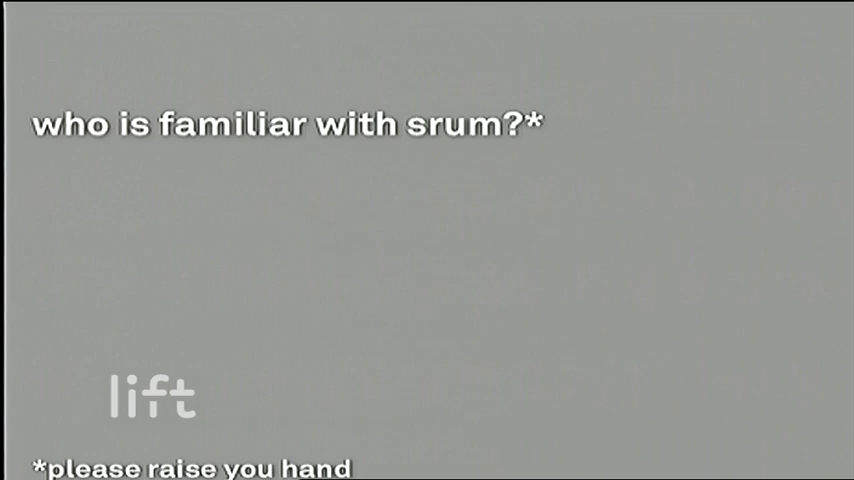 who is familiar with srum?*
lift
*please raise you hand